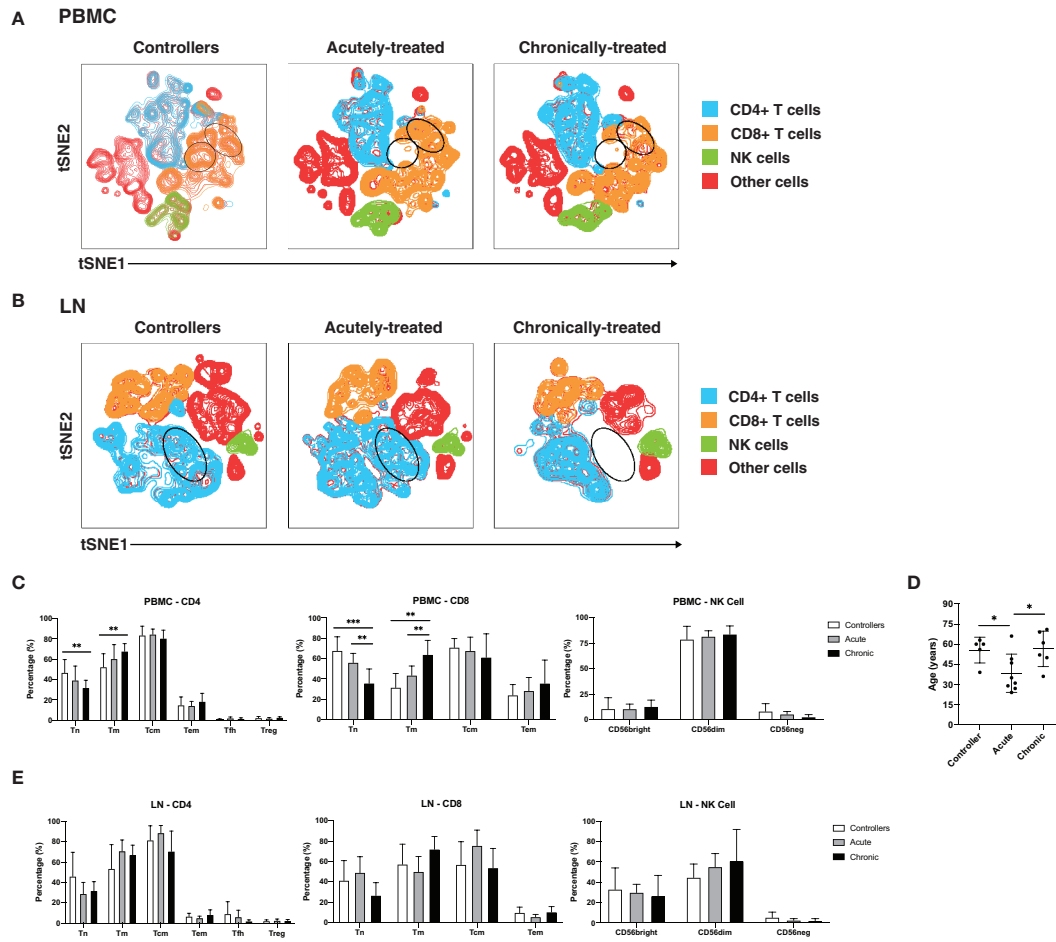 A PBMC
Controllers Acutely-treated Chronically-treated
tSNE2
CD4+ T cells
CD8+ T cells
NK cells
Other cells
tSNE1
B LN
Controllers Acutely-treated Chronically-treated
tSNE2
CD4+ T cells
CD8+ T cells
NK cells
Other cells
tSNE1
C
PBMC - CD4
Percentage (%)
100
80
60
40
20
0
** **
Tn Tm Tcm Tem Tfh Treg
PBMC - CD8
Percentage (%)
100
80
60
40
20
0
*** ** ** **
Tn Tm Tcm Tem
PBMC - NK Cell
Percentage (%)
100
80
60
40
20
0
CD56bright CD56dim CD56neg
Controllers
Acute
Chronic
D
Age (years)
90
75
60
45
30
15
0
* *
Controller Acute Chronic
E
LN - CD4
Percentage (%)
100
80
60
40
20
0
Tn Tm Tcm Tem Tfh Treg
LN - CD8
Percentage (%)
100
80
60
40
20
0
Tn Tm Tcm Tem
LN - NK Cell
Percentage (%)
100
80
60
40
20
0
CD56bright CD56dim CD56neg
Controllers
Acute
Chronic